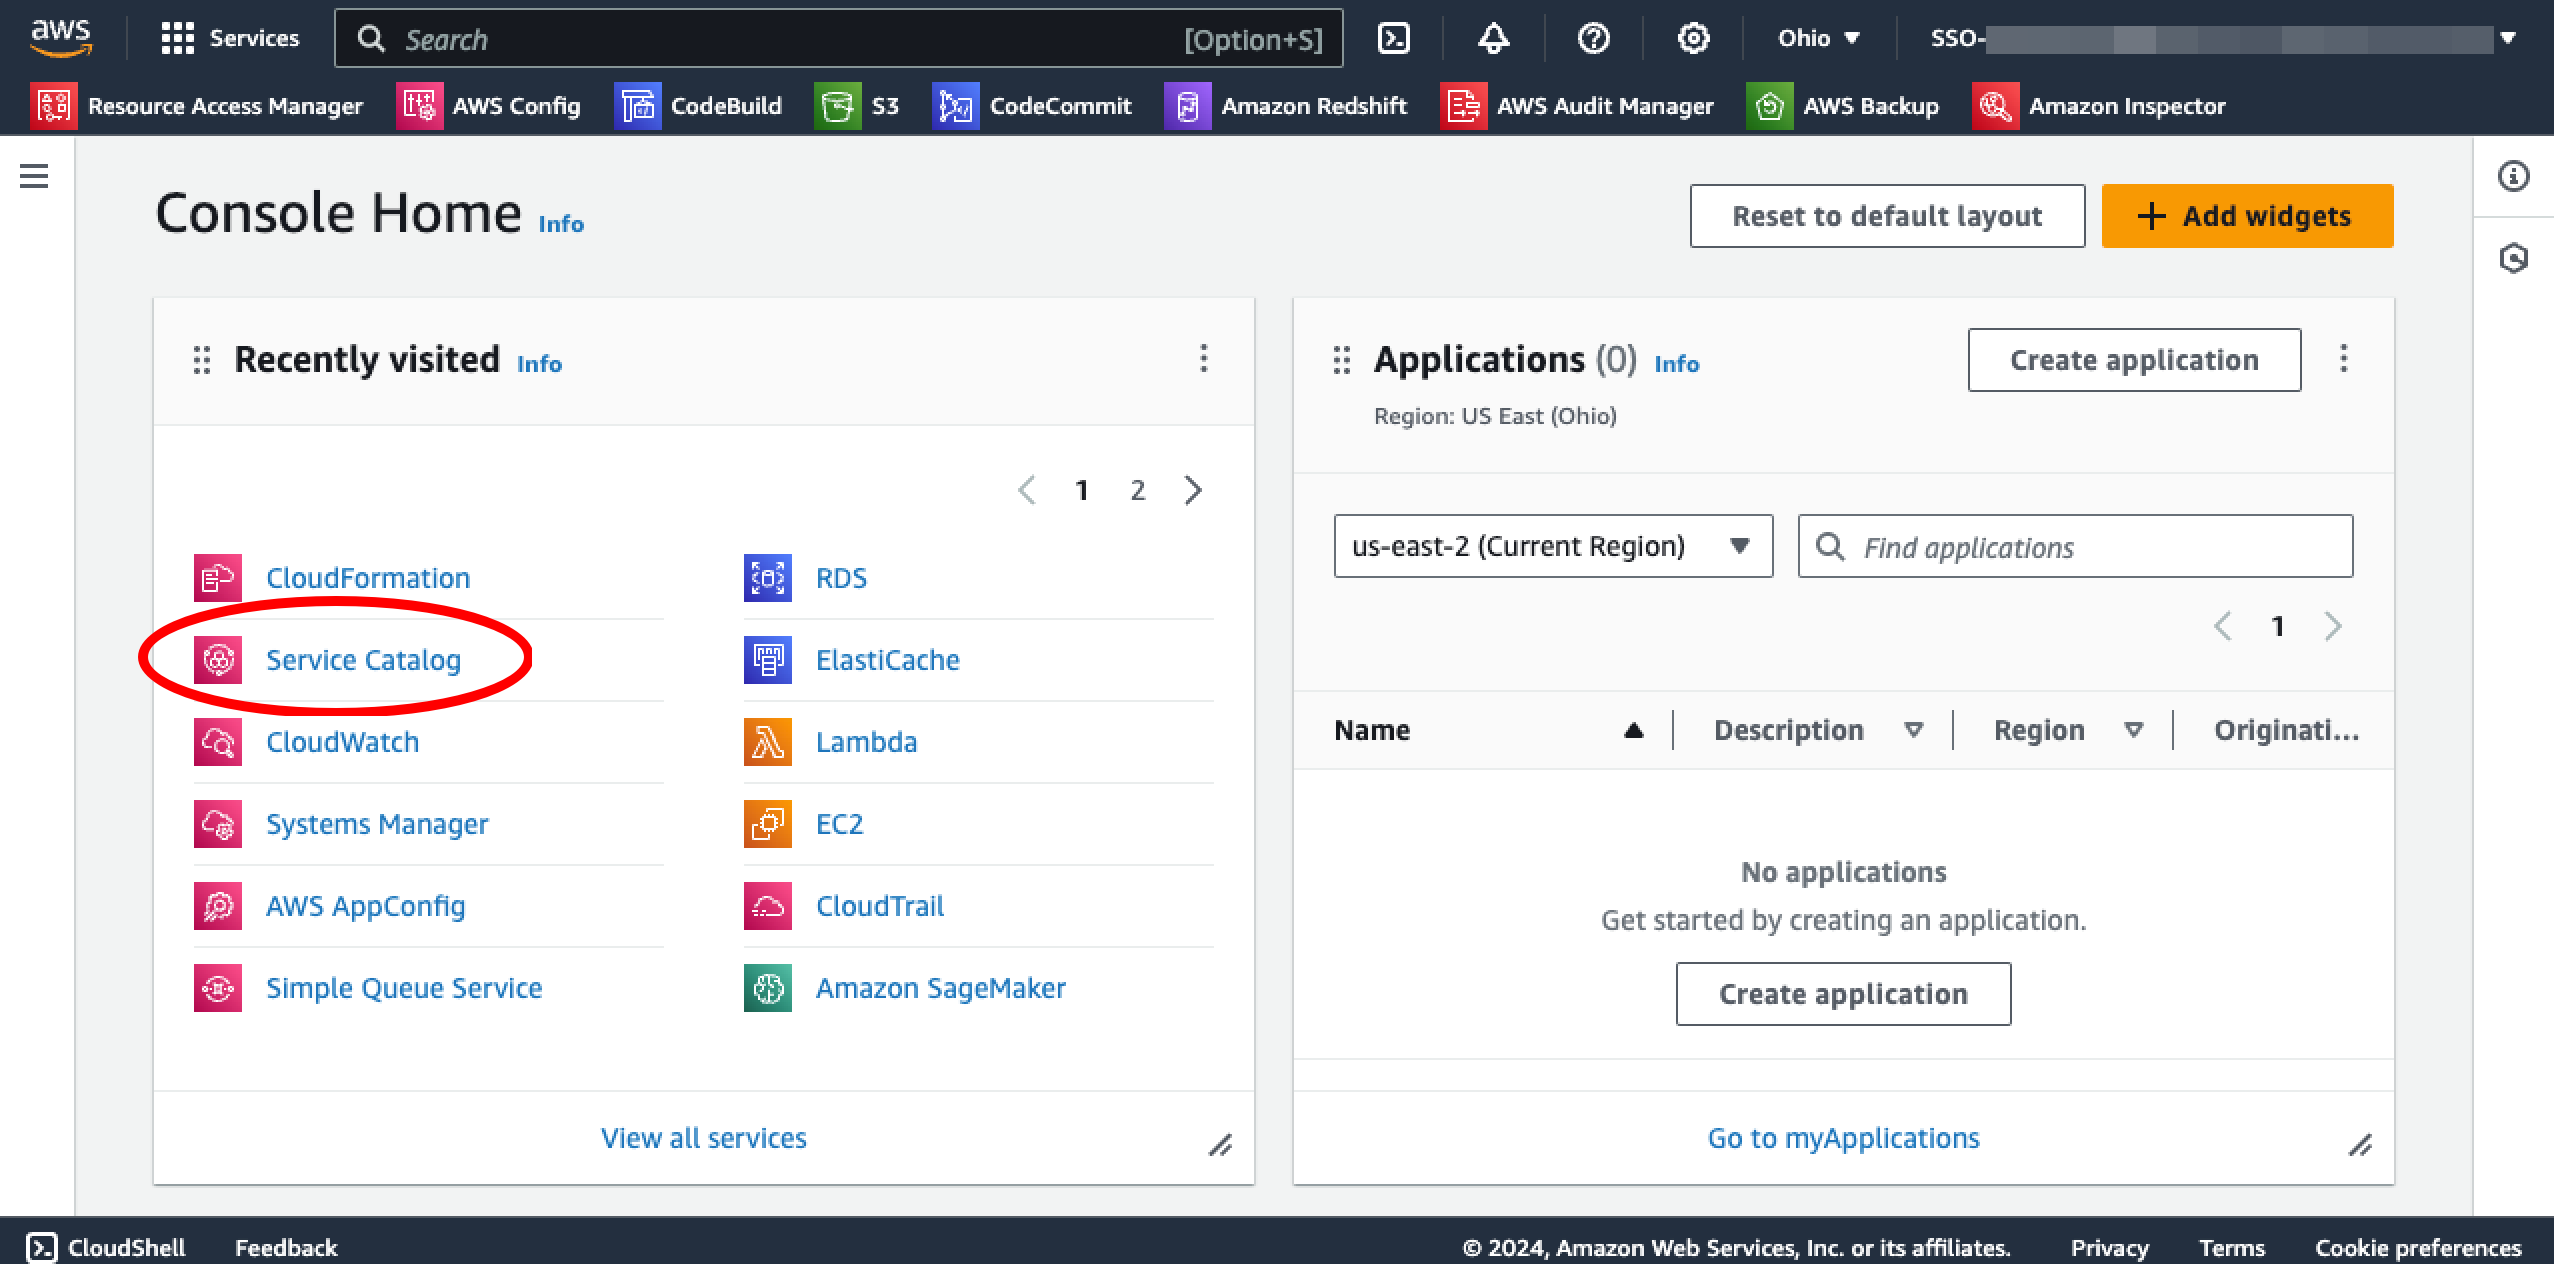 aws Services Search [Option+S] Ohio SSO-
Resource Access Manager AWS Config CodeBuild S3 CodeCommit Amazon Redshift AWS Audit Manager AWS Backup Amazon Inspector
Console Home Info
Reset to default layout
+ Add widgets
Recently visited Info
1 2
CloudFormation
RDS
Service Catalog
ElastiCache
CloudWatch
Lambda
Systems Manager
EC2
AWS AppConfig
CloudTrail
Simple Queue Service
Amazon SageMaker
View all services
Applications (0) Info
Create application
Region: US East (Ohio)
us-east-2 (Current Region)
Find applications
1
Name Description Region Originati...
No applications
Get started by creating an application.
Create application
Go to myApplications
CloudShell Feedback © 2024, Amazon Web Services, Inc. or its affiliates. Privacy Terms Cookie preferences